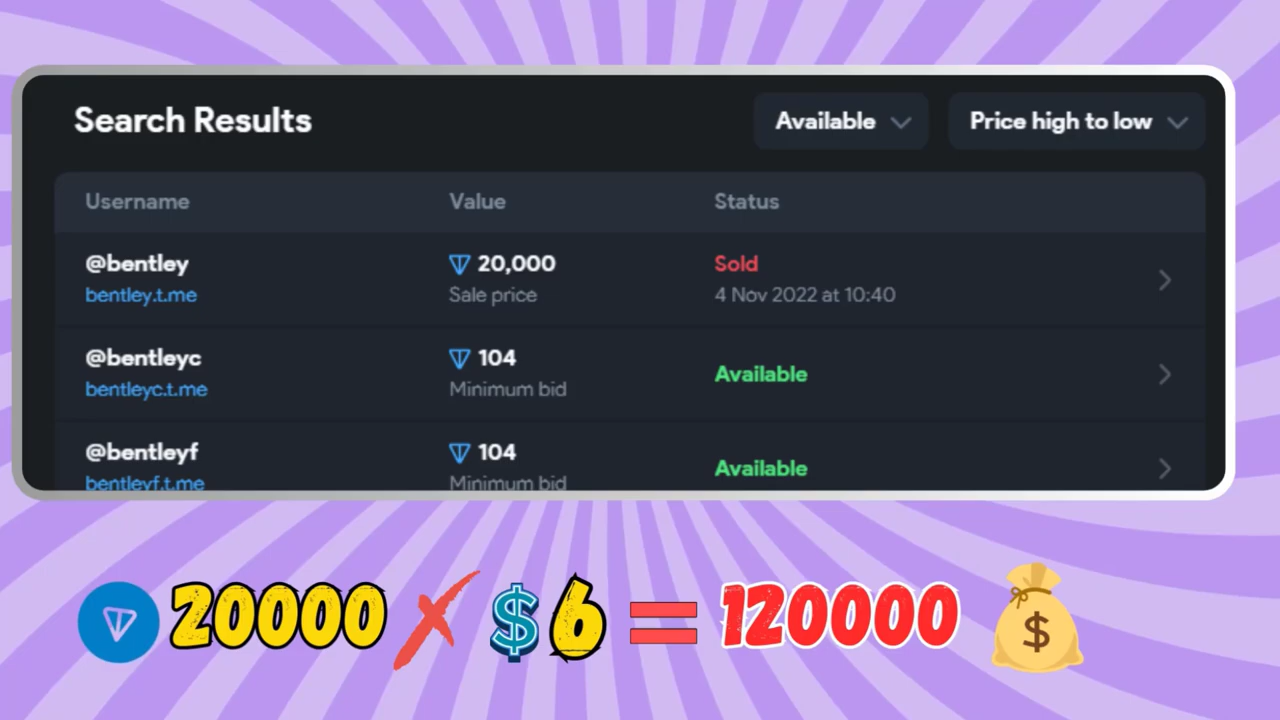 Search Results
Available
Price high to low
Username Value Status
@bentley 20,000 Sold
bentley.t.me Sale price 4 Nov 2022 at 10:40
@bentleyc 104 Available
bentleyc.t.me Minimum bid
@bentleyf 104 Available
bentleyf.t.me Minimum bid
20000 X $ 6 = 120000 $